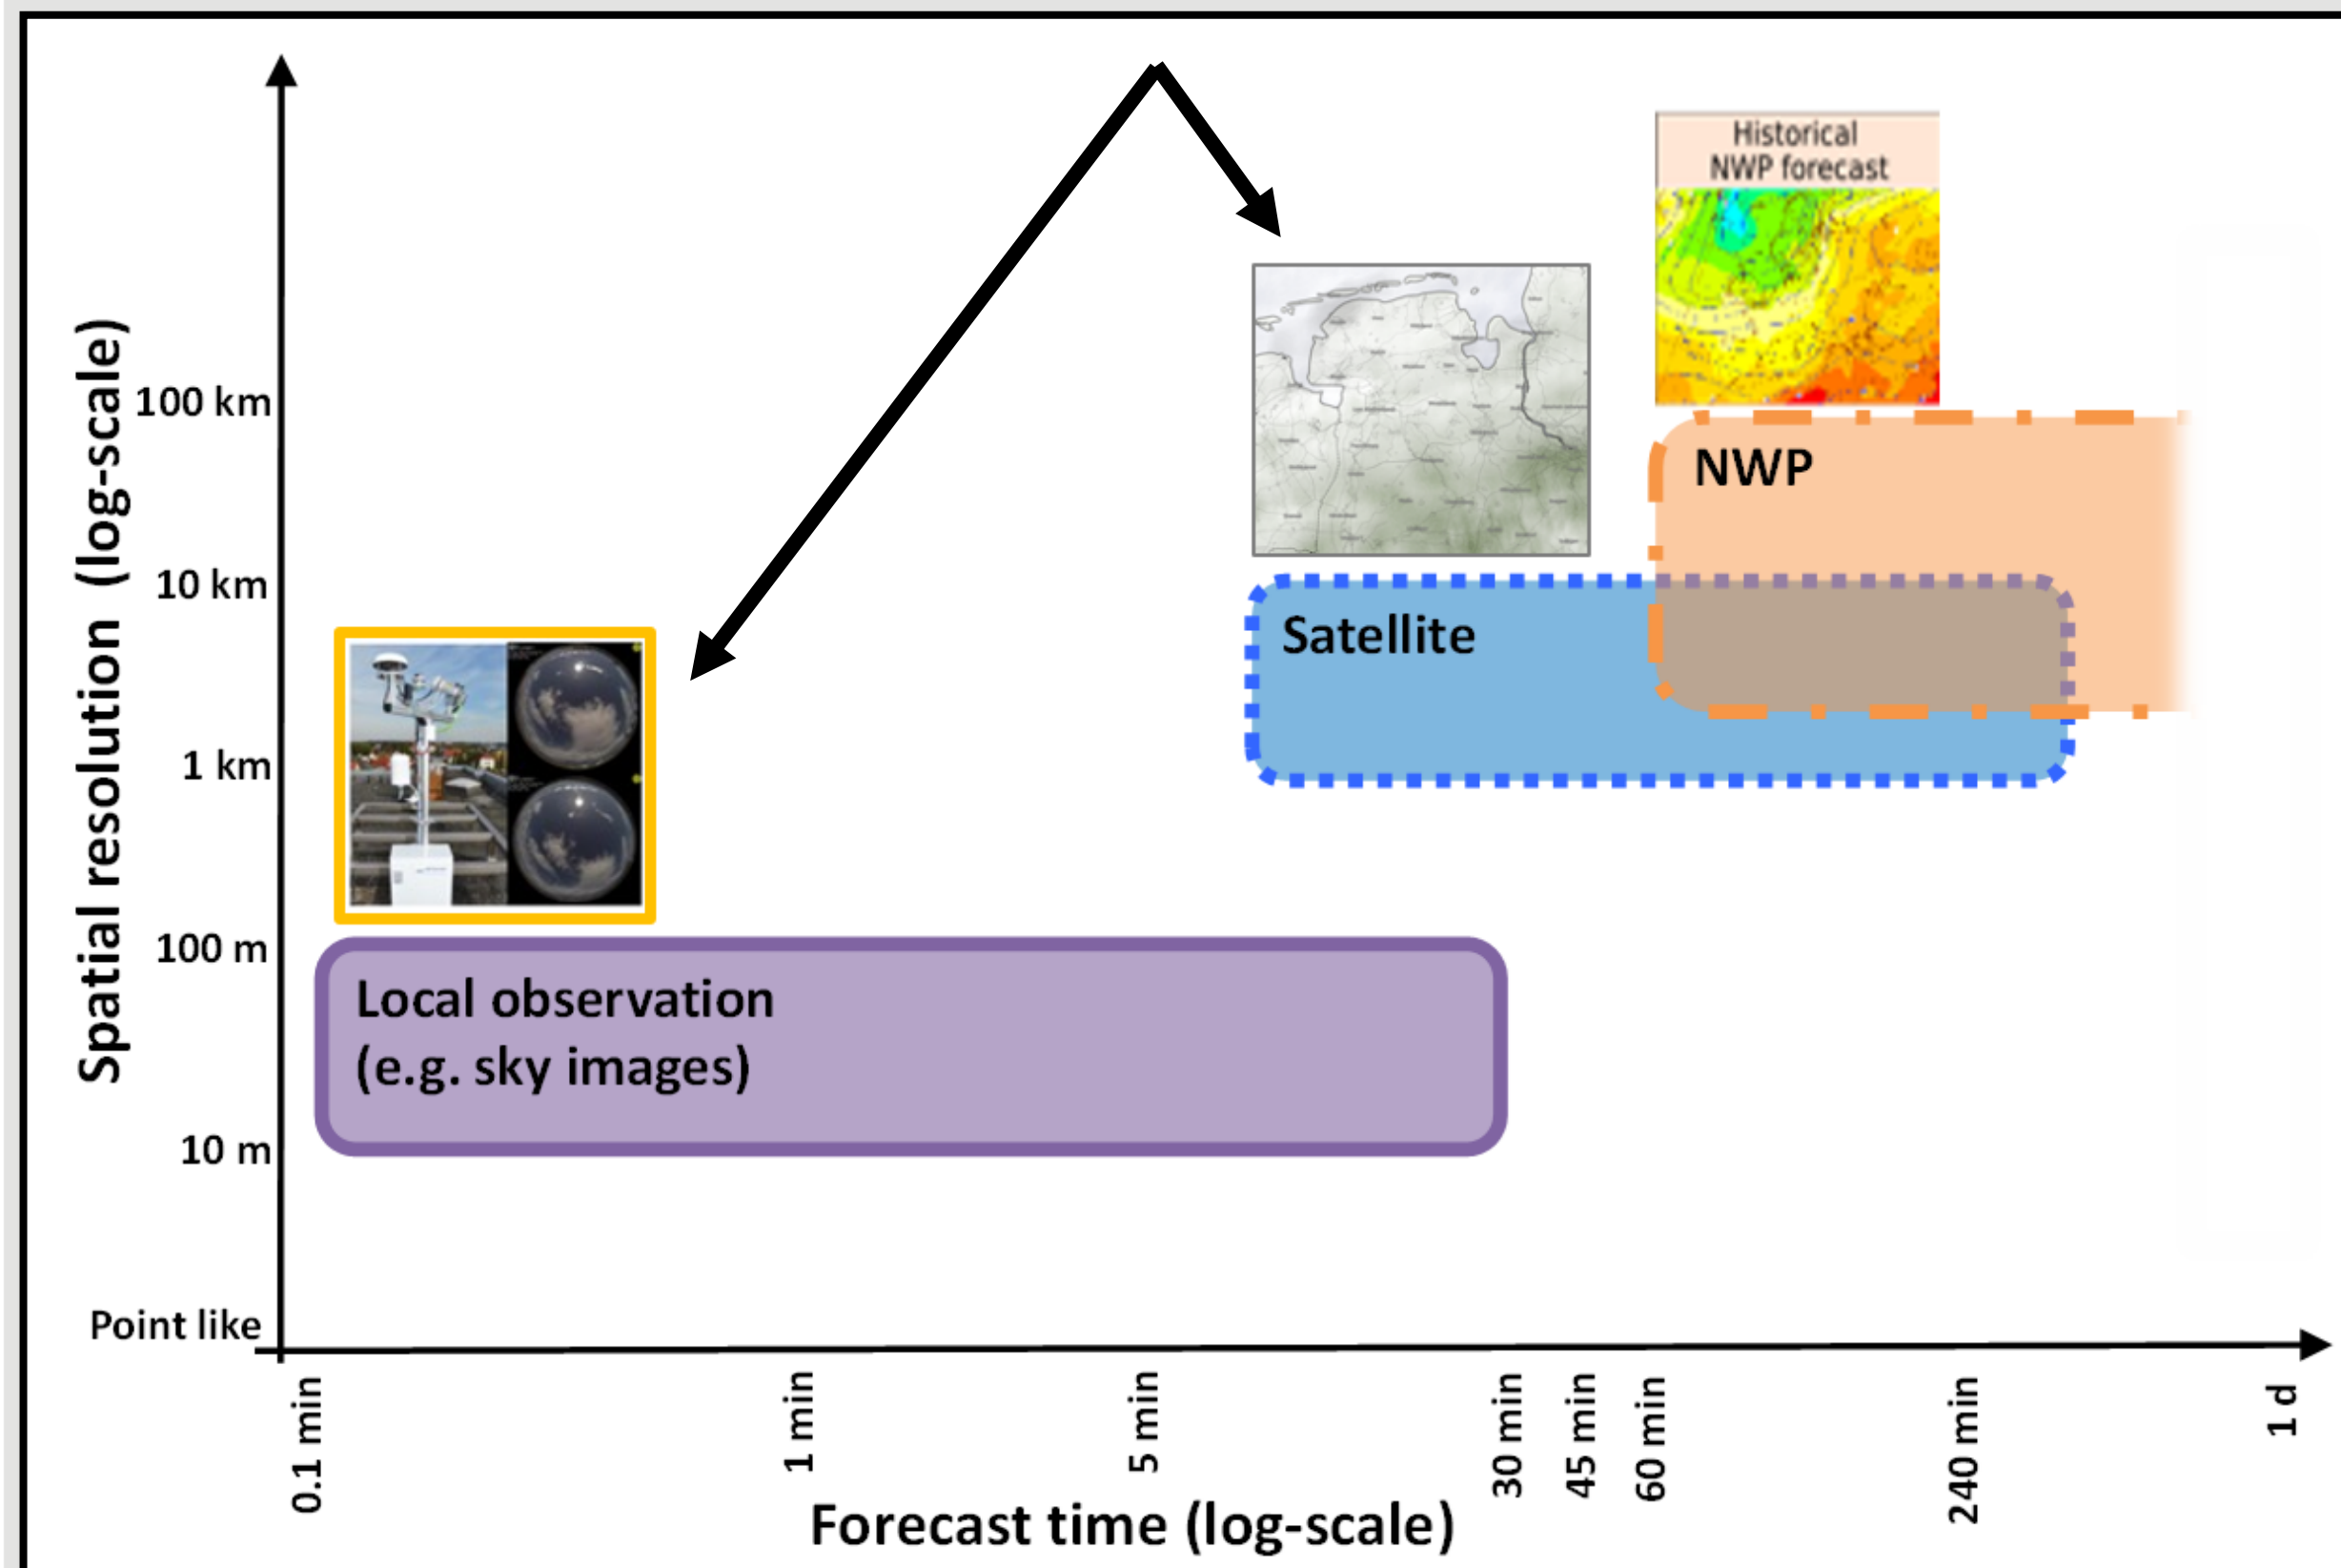 Historical
NWP forecast
Spatial resolution (log-scale)
100 km
NWP
10 km
Satellite
1 km
100 m
Local observation
(e.g. sky images)
10 m
Point like
0.1 min
1 min
5 min
30 min
45 min
60 min
240 min
1 d
Forecast time (log-scale)